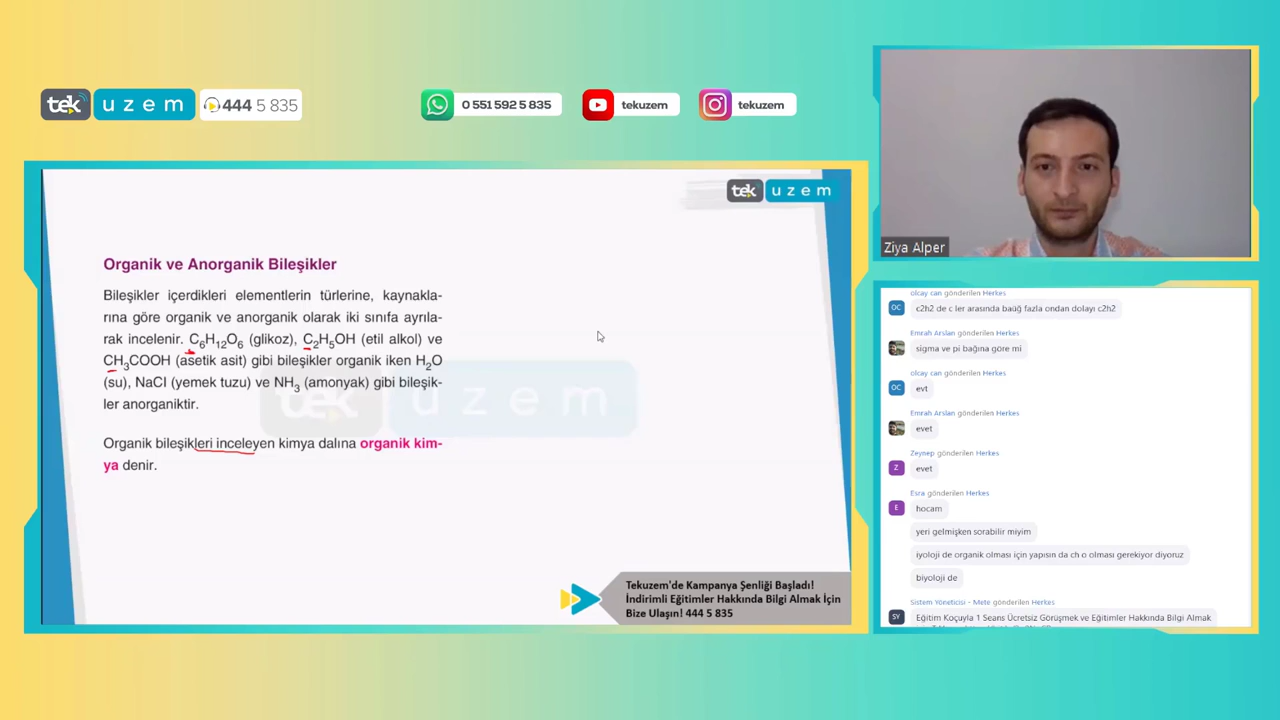 tek uzem 444 5 835
0 551 592 5 835
tekuzem
tekuzem
tek uzem
Organik ve Anorganik Bileşikler
Bileşikler içerdikleri elementlerin türlerine, kaynakla-
rına göre organik ve anorganik olarak iki sınıfa ayrıla-
rak incelenir. C6H12O6 (glikoz), C2H5OH (etil alkol) ve
CH3COOH (asetik asit) gibi bileşikler organik iken H2O
(su), NaCl (yemek tuzu) ve NH3 (amonyak) gibi bileşik-
ler anorganiktir.
Organik bileşikleri inceleyen kimya dalına organik kim-
ya denir.
tek uzem
Tekuzem'de Kampanya Şenliği Başladı!
İndirimli Eğitimler Hakkında Bilgi Almak İçin
Bize Ulaşın! 444 5 835
Ziya Alper
olcay can gönderilen Herkes
OC
c2h2 de c ler arasında baüğ fazla ondan dolayı c2h2
Emrah Arslan gönderilen Herkes
sigma ve pi bağına göre mi
olcay can gönderilen Herkes
OC
evt
Emrah Arslan gönderilen Herkes
evet
Zeynep gönderilen Herkes
Z
evet
Esra gönderilen Herkes
E
hocam
yeri gelmişken sorabilir miyim
iyoloji de organik olması için yapısın da ch o olması gerekiyor diyoruz
biyoloji de
Sistem Yöneticisi - Mete gönderilen Herkes
SY
Eğitim Koçuyla 1 Seans Ücretsiz Görüşmek ve Eğitimler Hakkında Bilgi Almak